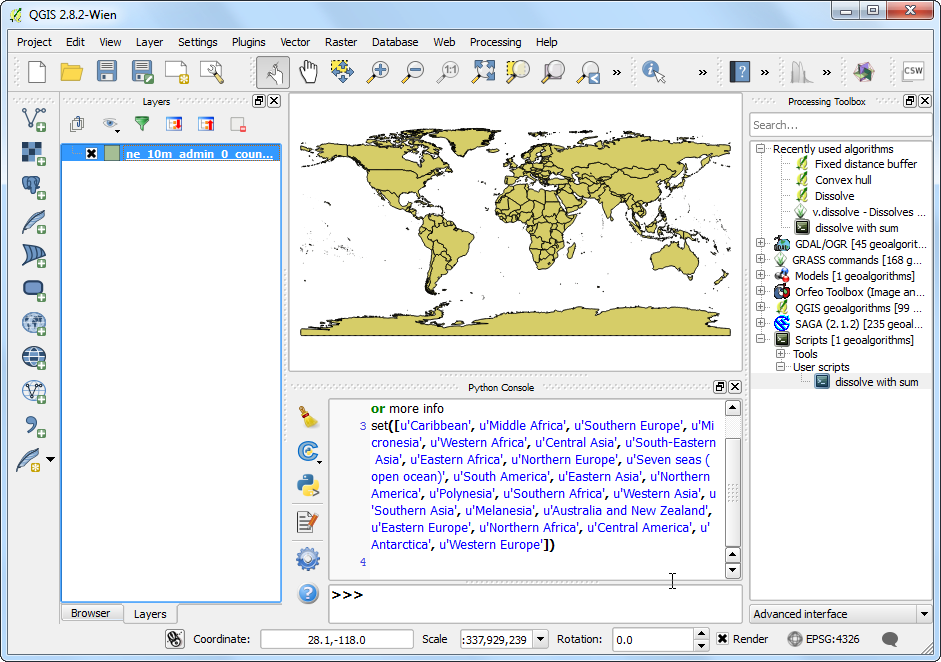 QGIS 2.8.2-Wien
Project Edit View Layer Settings Plugins Vector Raster Database Web Processing Help
1:1
?
CSW
Layers
ne_10m_admin_0_coun...
Browser
Layers
Python Console
or more info
3 set([u'Caribbean', u'Middle Africa', u'Southern Europe', u'Mi
cronesia', u'Western Africa', u'Central Asia', u'South-Eastern
Asia', u'Eastern Africa', u'Northern Europe', u'Seven seas (
open ocean)', u'South America', u'Eastern Asia', u'Northern
America', u'Polynesia', u'Southern Africa', u'Western Asia', u
'Southern Asia', u'Melanesia', u'Australia and New Zealand',
u'Eastern Europe', u'Northern Africa', u'Central America', u'
Antarctica', u'Western Europe'])
4
>>>
Processing Toolbox
Search...
Recently used algorithms
Fixed distance buffer
Convex hull
Dissolve
v.dissolve - Dissolves ...
dissolve with sum
GDAL/OGR [45 geoalgorit...
GRASS commands [168 g...
Models [1 geoalgorithms]
Orfeo Toolbox (Image an...
QGIS geoalgorithms [99 ...
SAGA (2.1.2) [235 geoal...
Scripts [1 geoalgorithms]
Tools
User scripts
dissolve with sum
Advanced interface
Coordinate: 28.1,-118.0 Scale :337,929,239 Rotation: 0.0 Render EPSG:4326